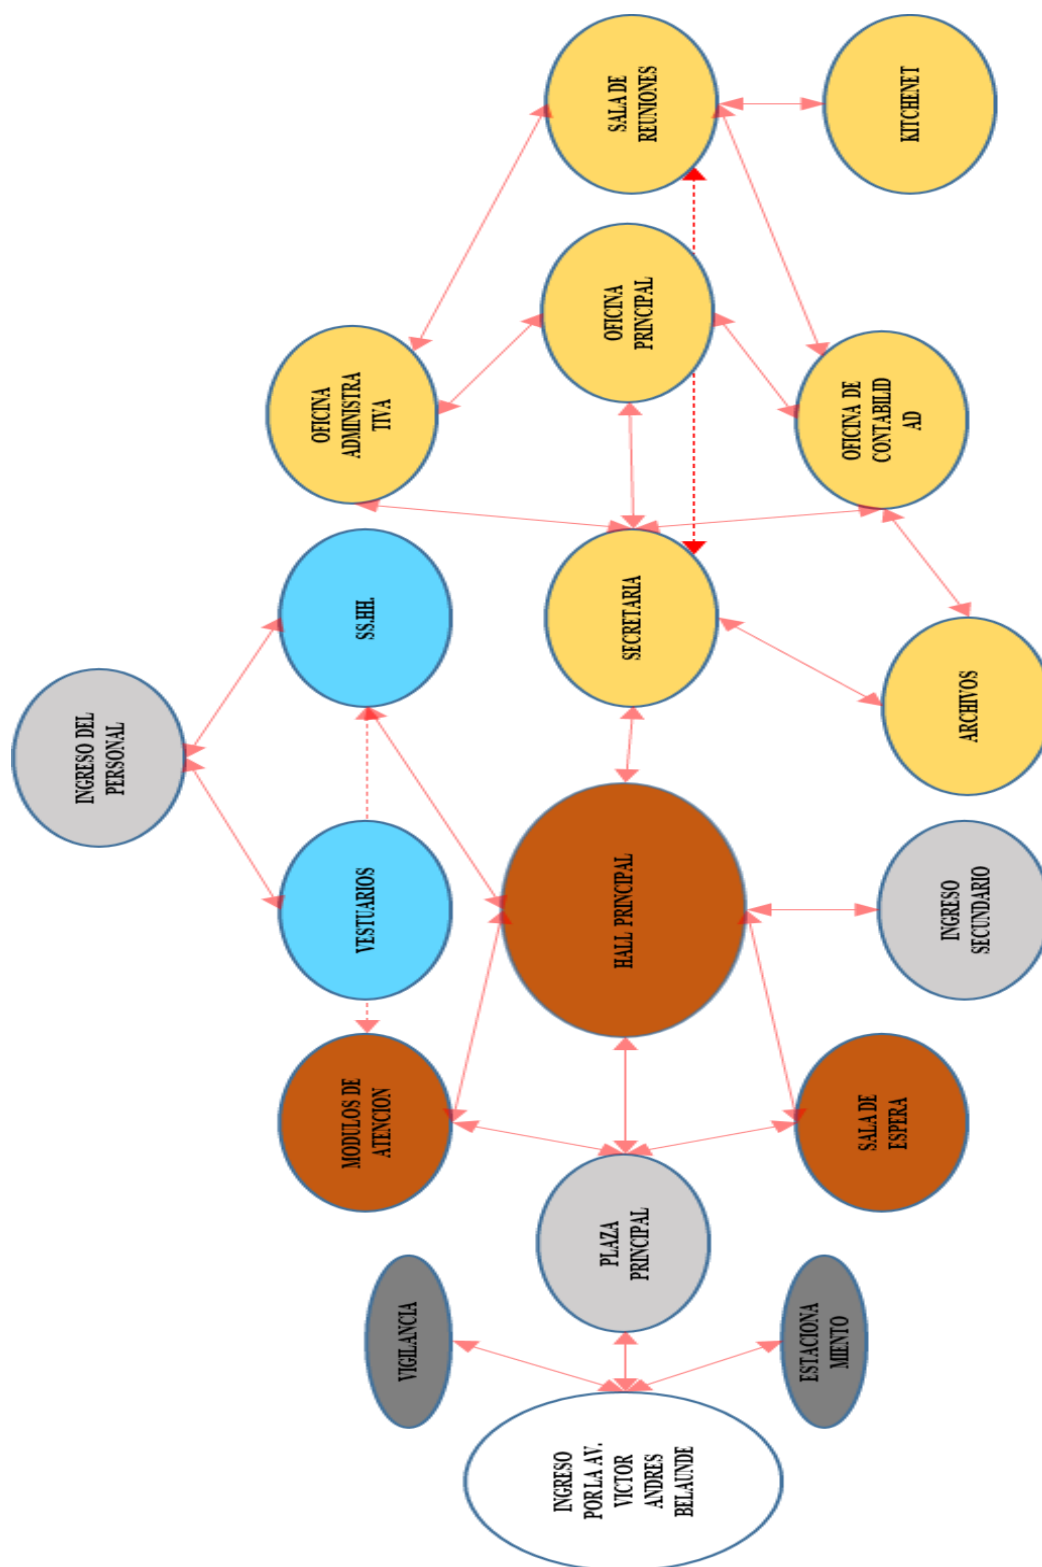 INGRESO
POR LA AV.
VICTOR
ANDRES
BELAUNDE
VIGILANCIA
ESTACIONA
MIENTO
PLAZA
PRINCIPAL
MODULOS DE
ATENCION
SALA DE
ESPERA
HALL PRINCIPAL
VESTUARIOS
INGRESO
SECUNDARIO
INGRESO DEL
PERSONAL
SS.HH.
SECRETARIA
ARCHIVOS
OFICINA
ADMINISTRA
TIVA
OFICINA
PRINCIPAL
OFICINA DE
CONTABILID
AD
SALA DE
REUNIONES
KITCHENET